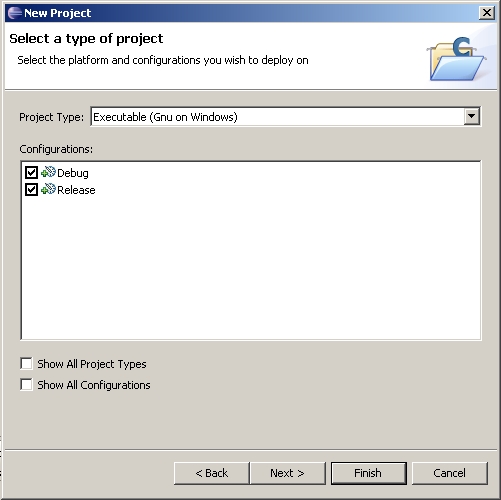 New Project
Select a type of project
Select the platform and configurations you wish to deploy on
C
Project Type: Executable (Gnu on Windows)
Configurations:
Debug
Release
Show All Project Types
Show All Configurations
< Back Next > Finish Cancel